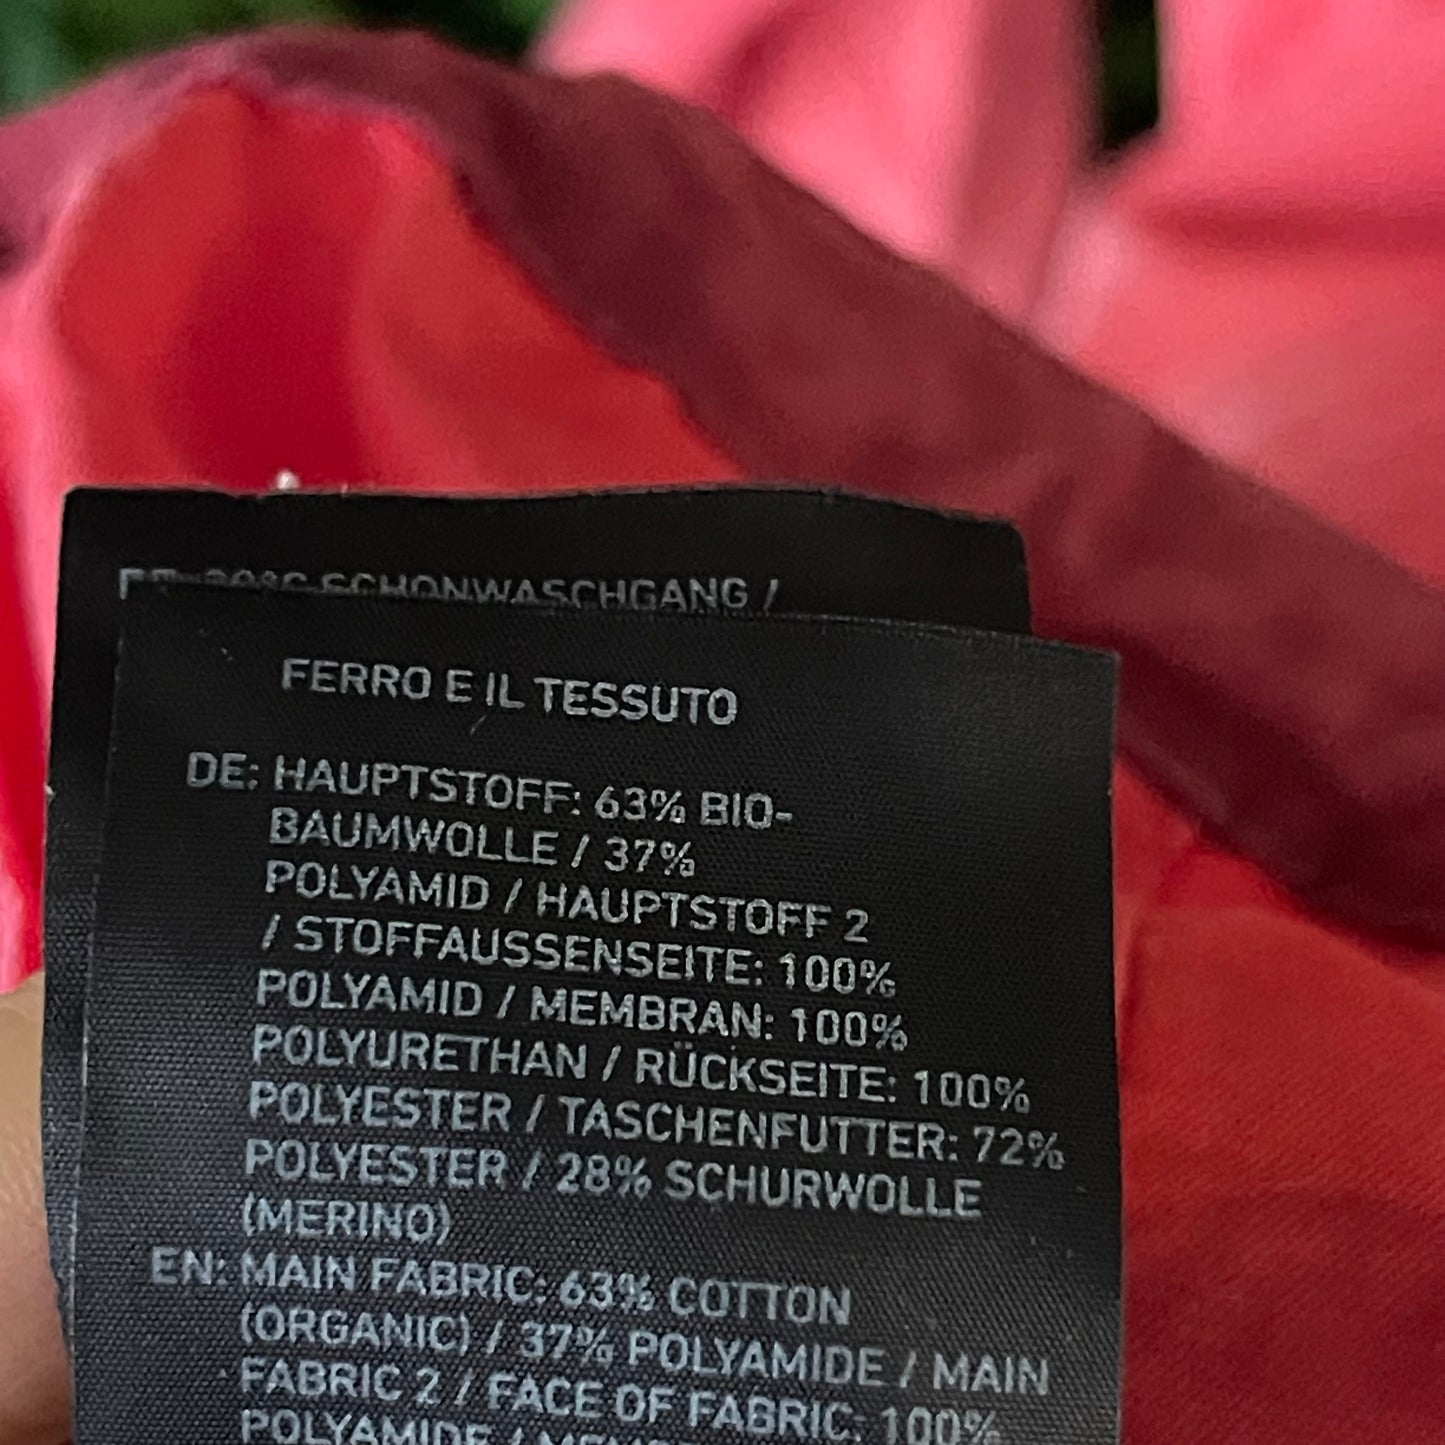 SCHONWASCHGANG /
FERRO E IL TESSUTO
DE: HAUPTSTOFF: 63% BIO-
BAUMWOLLE / 37%
POLYAMID / HAUPTSTOFF 2
/ STOFFAUSSENSEITE: 100%
POLYAMID / MEMBRAN: 100%
POLYURETHAN / RÜCKSEITE: 100%
POLYESTER / TASCHENFUTTER: 72%
POLYESTER / 28% SCHURWOLLE
(MERINO)
EN: MAIN FABRIC: 63% COTTON
(ORGANIC) / 37% POLYAMIDE / MAIN
FABRIC 2 / FACE OF FABRIC: 100%
POLYAMIDE /